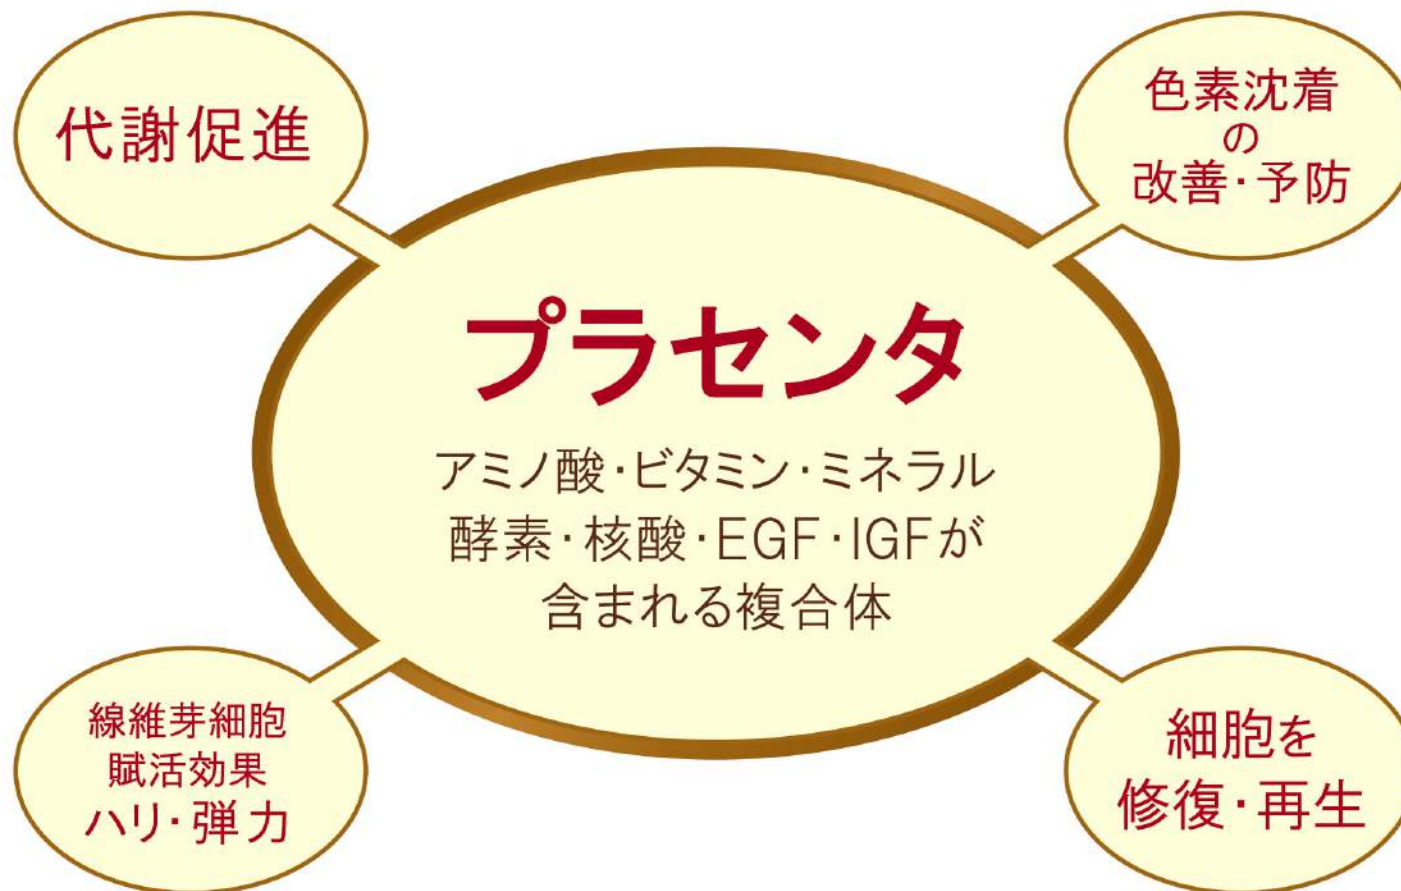 代謝促進
色素沈着
の
改善・予防
プラセンタ
アミノ酸・ビタミン・ミネラル
酵素・核酸・EGF・IGFが
含まれる複合体
線維芽細胞
賦活効果
ハリ・弾力
細胞を
修復・再生